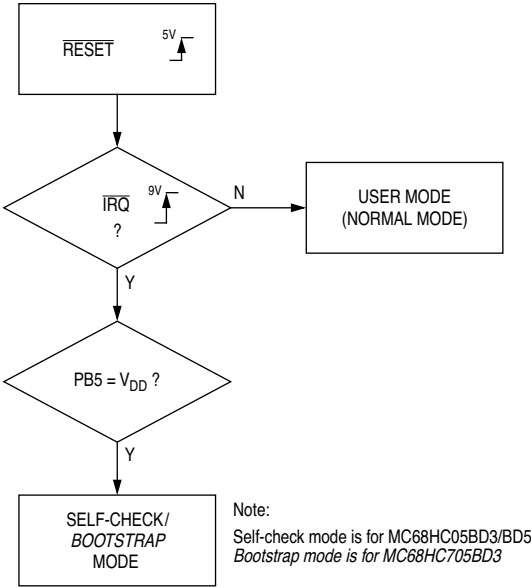 RESET 5V
IRQ 9V
?
N
USER MODE
(NORMAL MODE)
Y
PB5 = VDD ?
Y
SELF-CHECK/
BOOTSTRAP
MODE
Note:
Self-check mode is for MC68HC05BD3/BD5
Bootstrap mode is for MC68HC705BD3